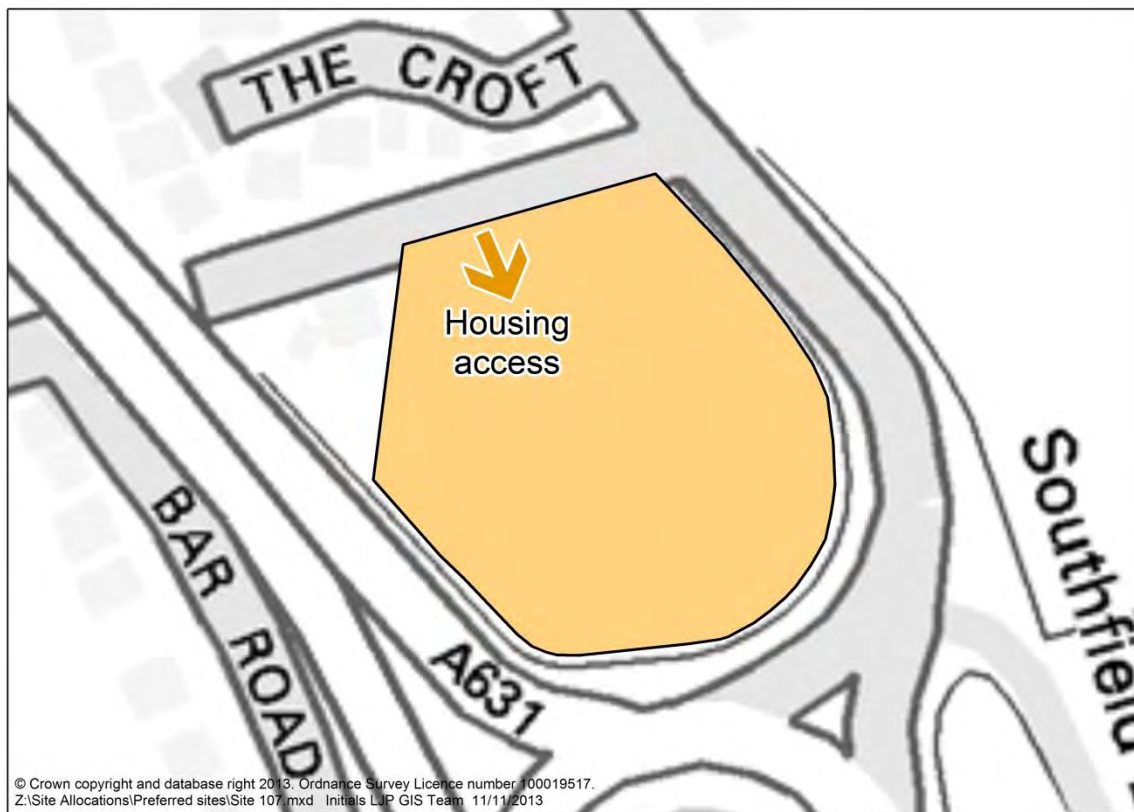 THE CROFT
Housing
access
Southfield
BAR ROAD
A631
© Crown copyright and database right 2013. Ordnance Survey Licence number 100019517.
Z:\Site Allocations\Preferred sites\Site 107.mxd Initials LJP GIS Team 11/11/2013